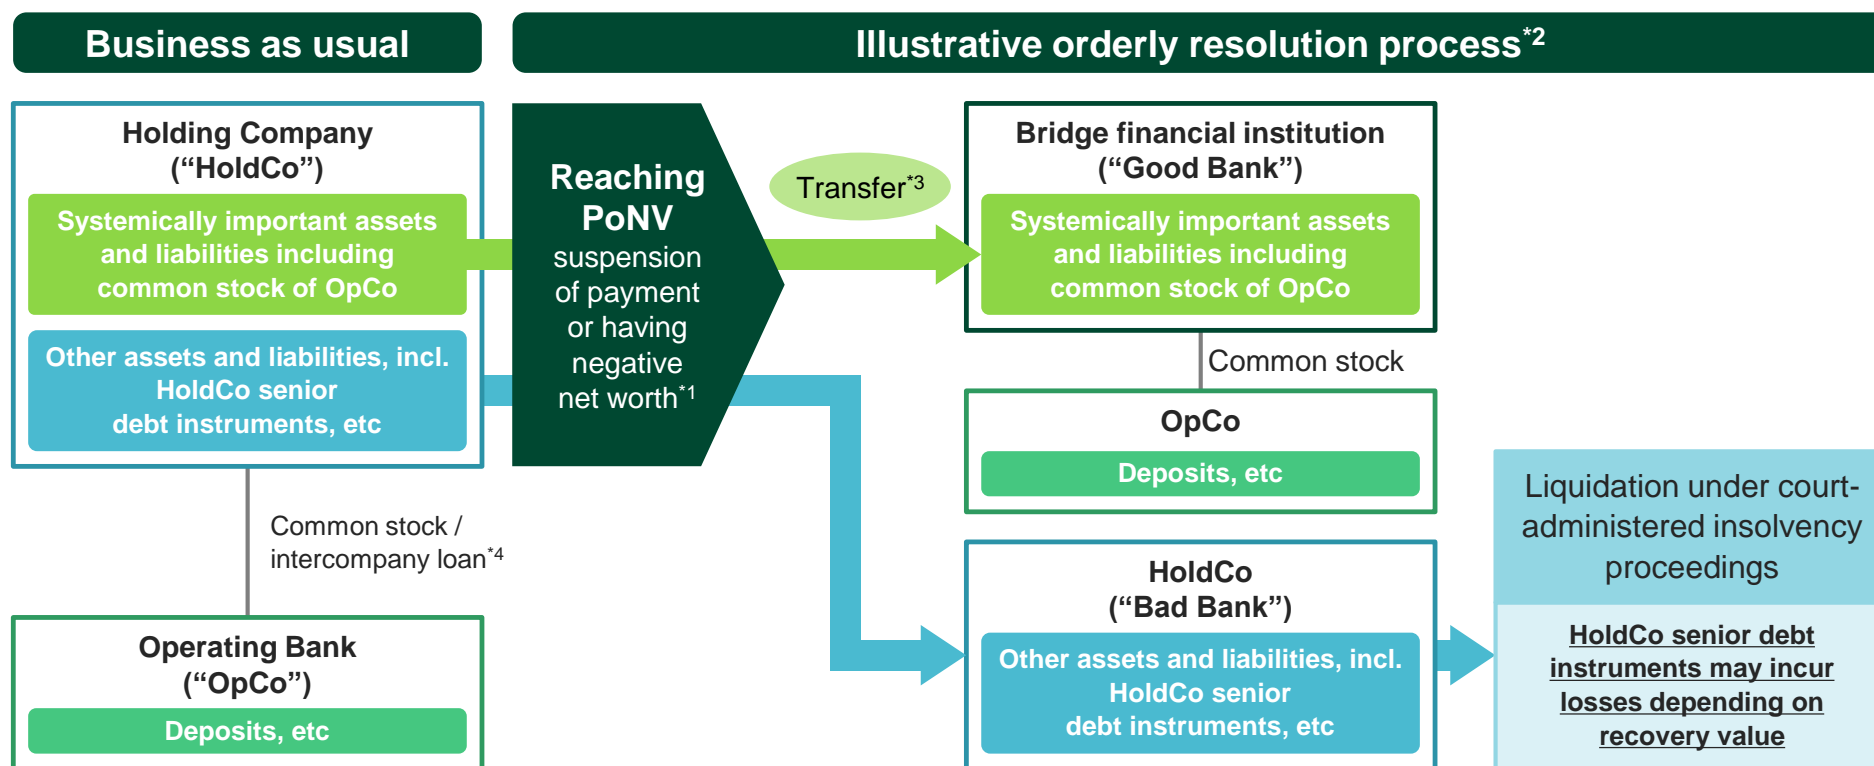 Business as usual
Illustrative orderly resolution process*2
Holding Company
(“HoldCo”)
Systemically important assets
and liabilities including
common stock of OpCo
Other assets and liabilities, incl.
HoldCo senior
debt instruments, etc
Common stock /
intercompany loan*4
Operating Bank
(“OpCo”)
Deposits, etc
Reaching
PoNV
suspension
of payment
or having
negative
net worth*1
Transfer*3
Bridge financial institution
(“Good Bank”)
Systemically important assets
and liabilities including
common stock of OpCo
Common stock
OpCo
Deposits, etc
HoldCo
(“Bad Bank”)
Other assets and liabilities, incl.
HoldCo senior
debt instruments, etc
Liquidation under court-
administered insolvency
proceedings
HoldCo senior debt
instruments may incur
losses depending on
recovery value